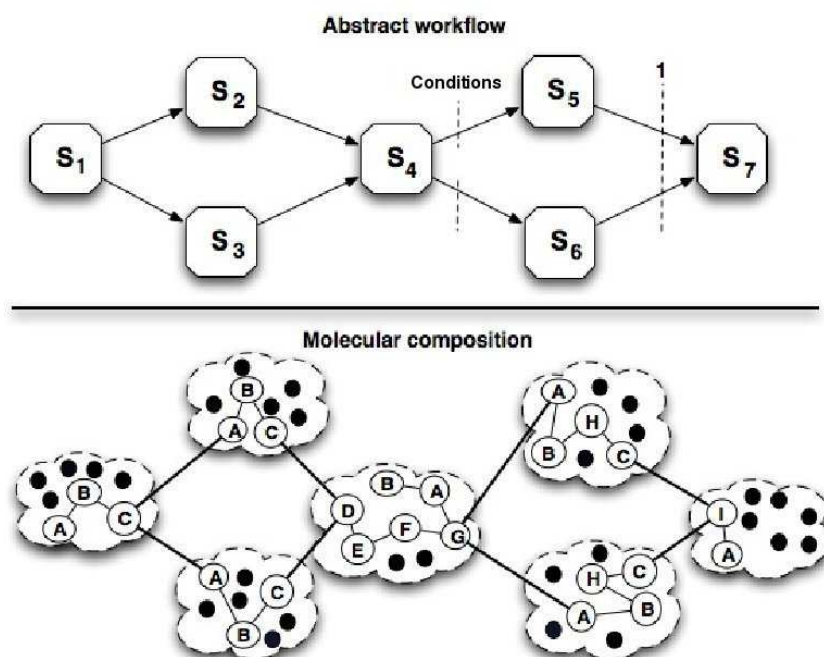 Abstract workflow
Conditions
1
S1
S2
S3
S4
S5
S6
S7
Molecular composition
A B C
A B C
A B C
D E F G A B
A B H C
A B H C
I A